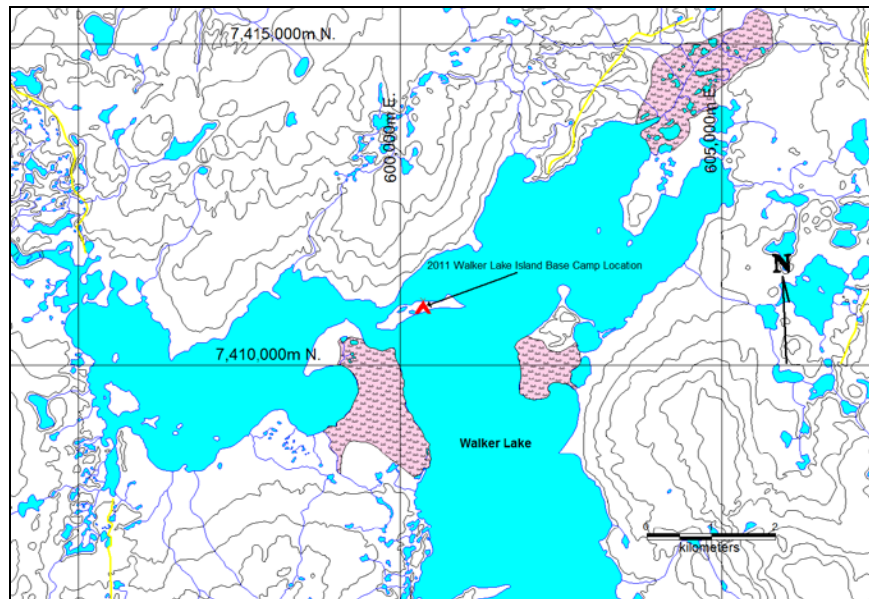 7,415,000m N.
600,000m E.
605,000m E.
2011 Walker Lake Island Base Camp Location
N
7,410,000m N.
Walker Lake
0 1 2
kilometers